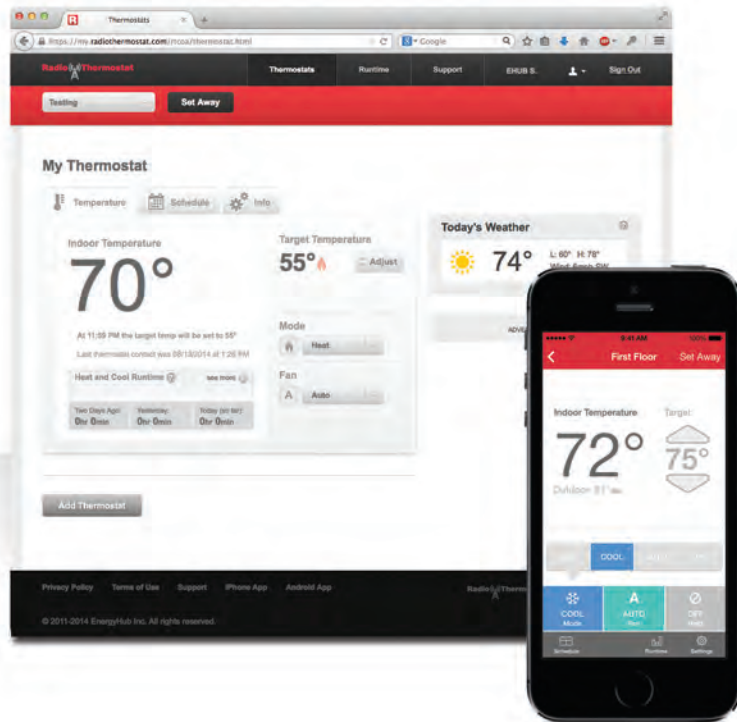 Thermostats
https://my.radiothermostat.com/rtcoa/thermostat.html
Google
RadioThermostat
Thermostats
Runtime
Support
EHUB S.
Sign Out
Testing
Set Away
My Thermostat
Temperature
Schedule
Info
Indoor Temperature
70°
Target Temperature
55°
Adjust
At 11:59 PM the target temp will be set to 55°
Last thermostat contact was 08/13/2014 at 1:26 PM
Mode
Heat
Fan
A Auto
Heat and Cool Runtime
see more
Two Days Ago: Yesterday: Today (so far):
0hr 0min 0hr 0min 0hr 0min
Add Thermostat
Today's Weather
74°
L: 60° H: 78°
Privacy Policy Terms of Use Support iPhone App Android App
© 2011-2014 EnergyHub Inc. All rights reserved.
9:41 AM 100%
First Floor Set Away
Indoor Temperature Target:
72° 75°
Outdoor
COOL
A
COOL AUTO OFF
Mode Fan Hold
Schedule Runtime Settings